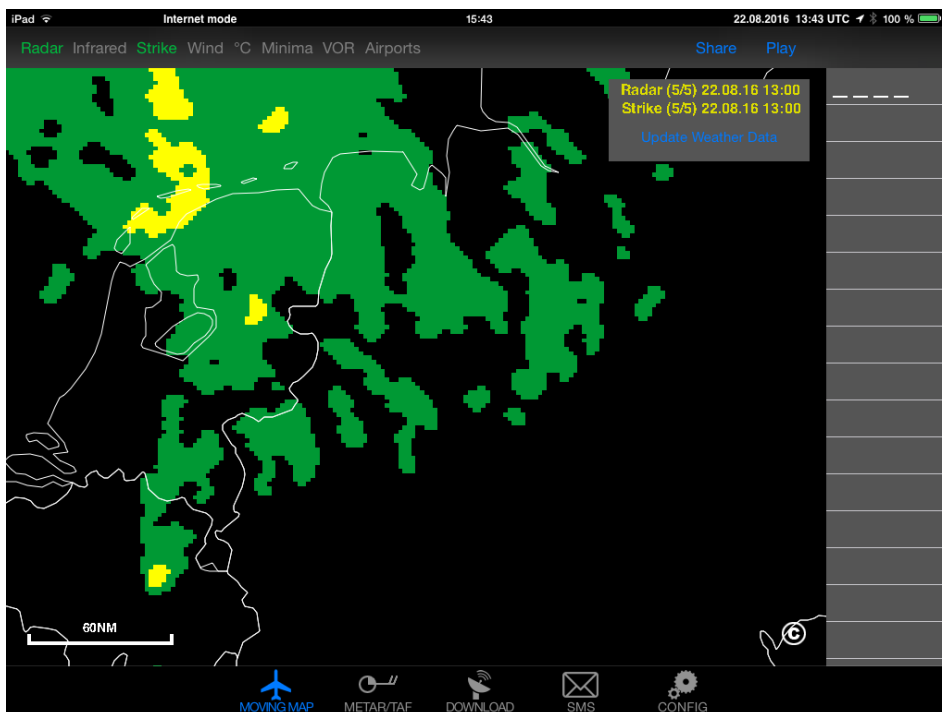 iPad Internet mode 15:43 22.08.2016 13:43 UTC 100 %
Radar Infrared Strike Wind °C Minima VOR Airports Share Play
Radar (5/5) 22.08.16 13:00
Strike (5/5) 22.08.16 13:00
Update Weather Data
60NM
©
MOVING MAP METAR/TAF DOWNLOAD SMS CONFIG